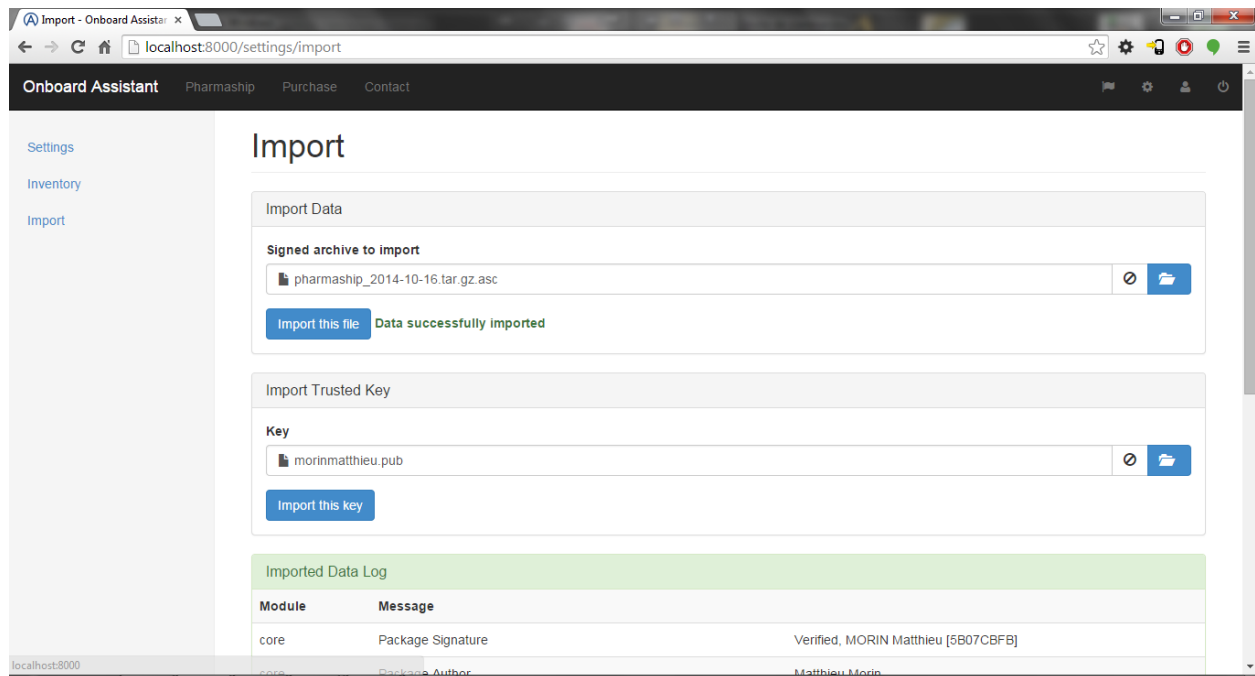 Import - Onboard Assistar
localhost:8000/settings/import
Onboard Assistant Pharmaship Purchase Contact
Settings
Inventory
Import
Import
Import Data
Signed archive to import
pharmaship_2014-10-16.tar.gz.asc
Import this file Data successfully imported
Import Trusted Key
Key
morinmatthieu.pub
Import this key
Imported Data Log
Module Message
core Package Signature Verified, MORIN Matthieu [5B07CBFB]
core Package Author Matthieu Morin
localhost:8000